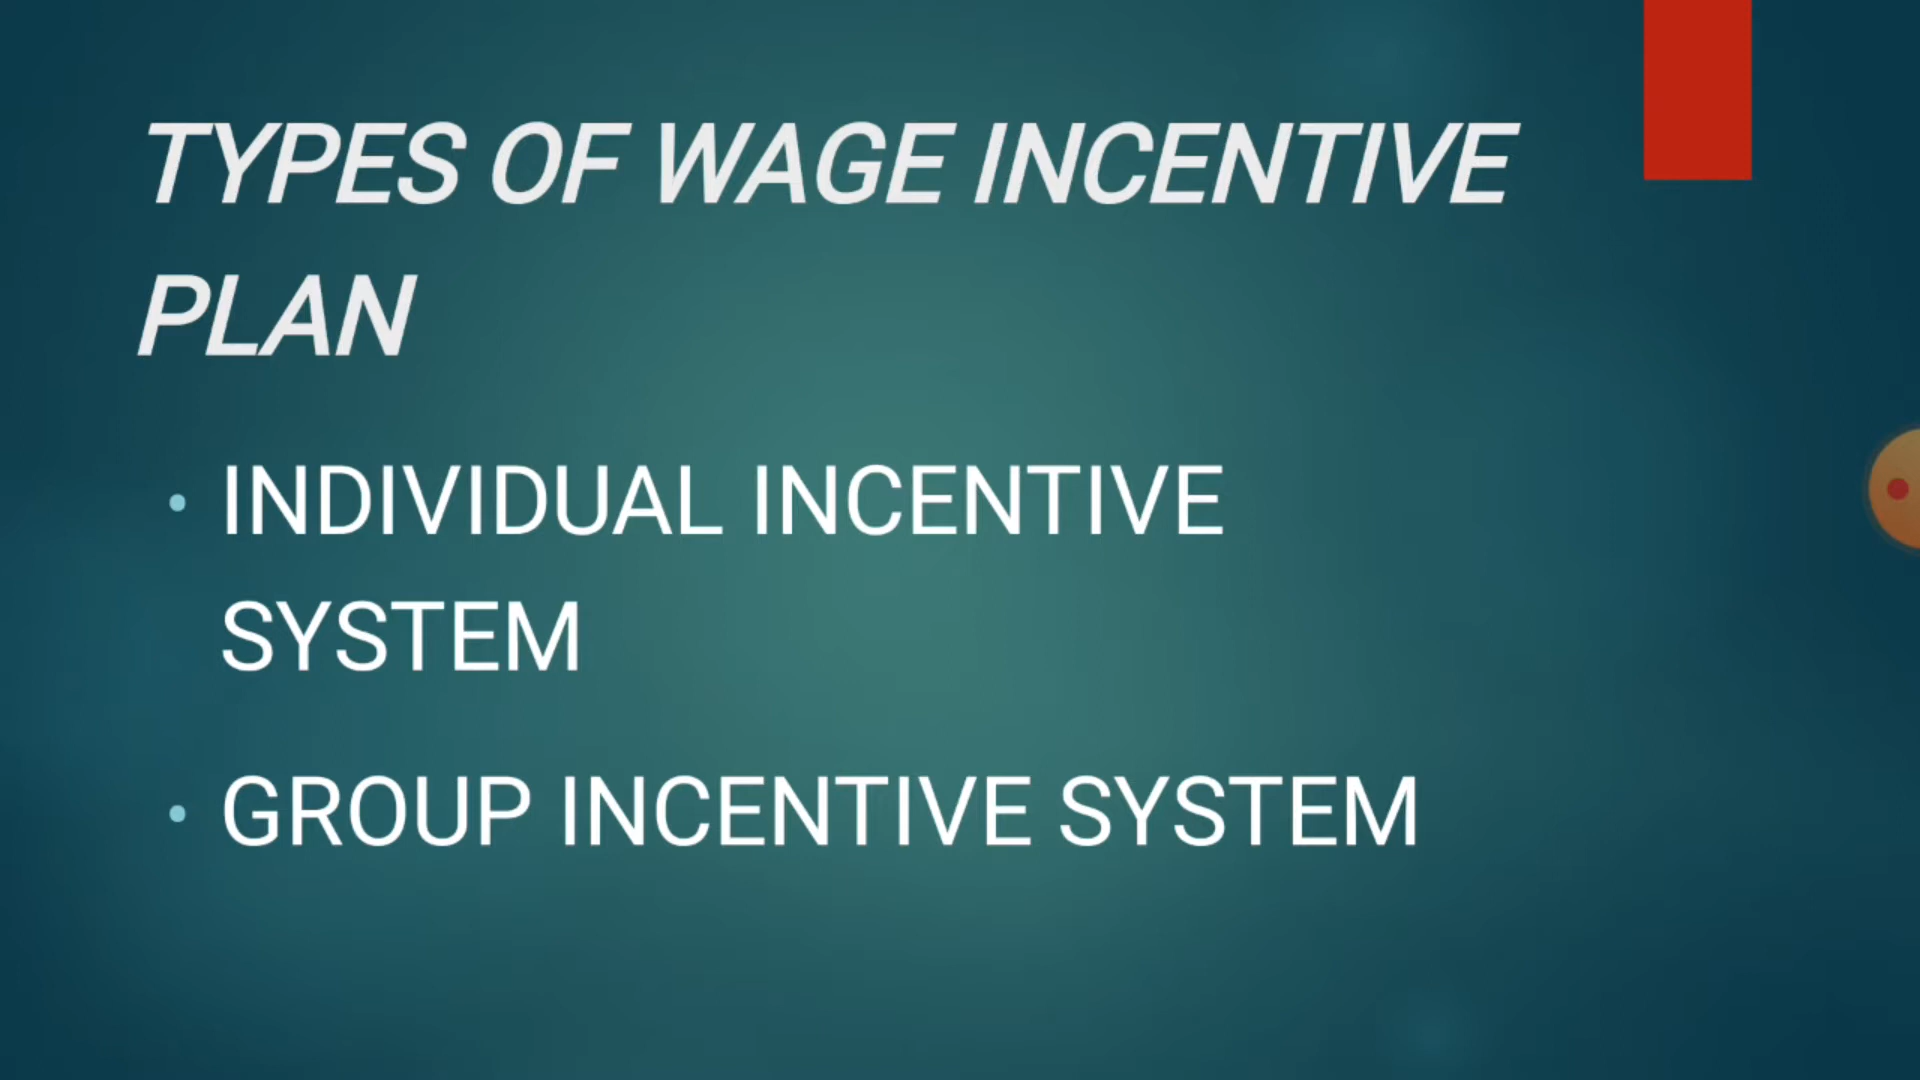 TYPES OF WAGE INCENTIVE
PLAN
• INDIVIDUAL INCENTIVE
SYSTEM
• GROUP INCENTIVE SYSTEM